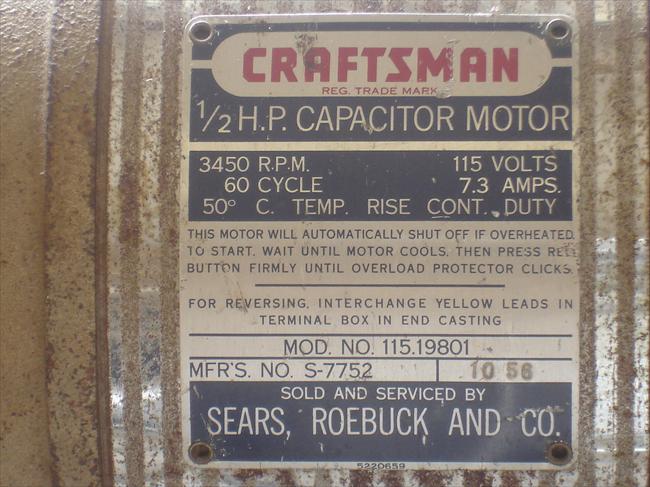 CRAFTSMAN
REG. TRADE MARK
1/2 H.P. CAPACITOR MOTOR
3450 R.P.M. 115 VOLTS
60 CYCLE 7.3 AMPS.
50° C. TEMP. RISE CONT. DUTY
THIS MOTOR WILL AUTOMATICALLY SHUT OFF IF OVERHEATED.
TO START, WAIT UNTIL MOTOR COOLS, THEN PRESS
BUTTON FIRMLY UNTIL OVERLOAD PROTECTOR CLICKS.
FOR REVERSING, INTERCHANGE YELLOW LEADS IN
TERMINAL BOX IN END CASTING
MOD. NO. 115.19801
MFR'S. NO. S-7752 10 56
SOLD AND SERVICED BY
SEARS, ROEBUCK AND CO.
5220659